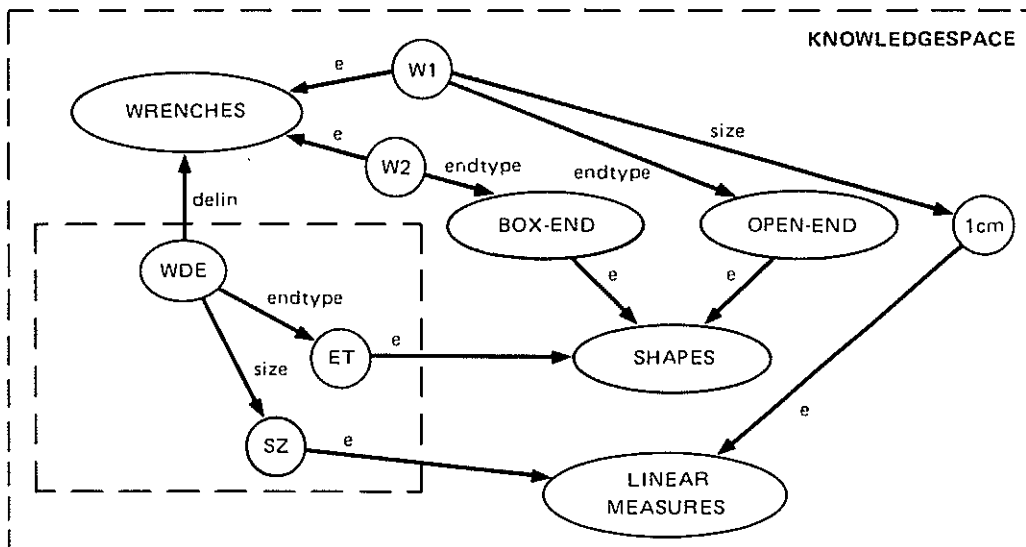 KNOWLEDGESPACE
e
W1
WRENCHES
e
W2
size
endtype
endtype
delin
BOX-END
OPEN-END
1cm
WDE
endtype
e
e
ET
e
SHAPES
size
e
SZ
e
LINEAR
MEASURES